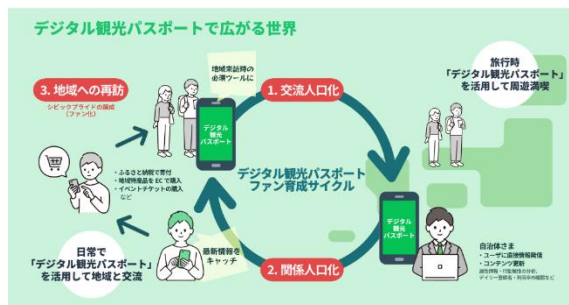 デジタル観光パスポートで広がる世界
地域来訪時の
必須ツールに
1. 交流人口化
旅行時
「デジタル観光パスポート」
を活用して周遊満喫
3. 地域への再訪
シビックプライドの醸成
(ファン化)
デジタル
観光
パスポート
・ふるさと納税で寄付
・地域特産品をECで購入
・イベントチケットの購入
など
デジタル観光パスポート
ファン育成サイクル
デジタル
観光
パスポート
日常で
「デジタル観光パスポート」
を活用して地域と交流
最新情報を
キャッチ
2. 関係人口化
自治体さま
・ユーザに直接情報発信
・コンテンツ更新